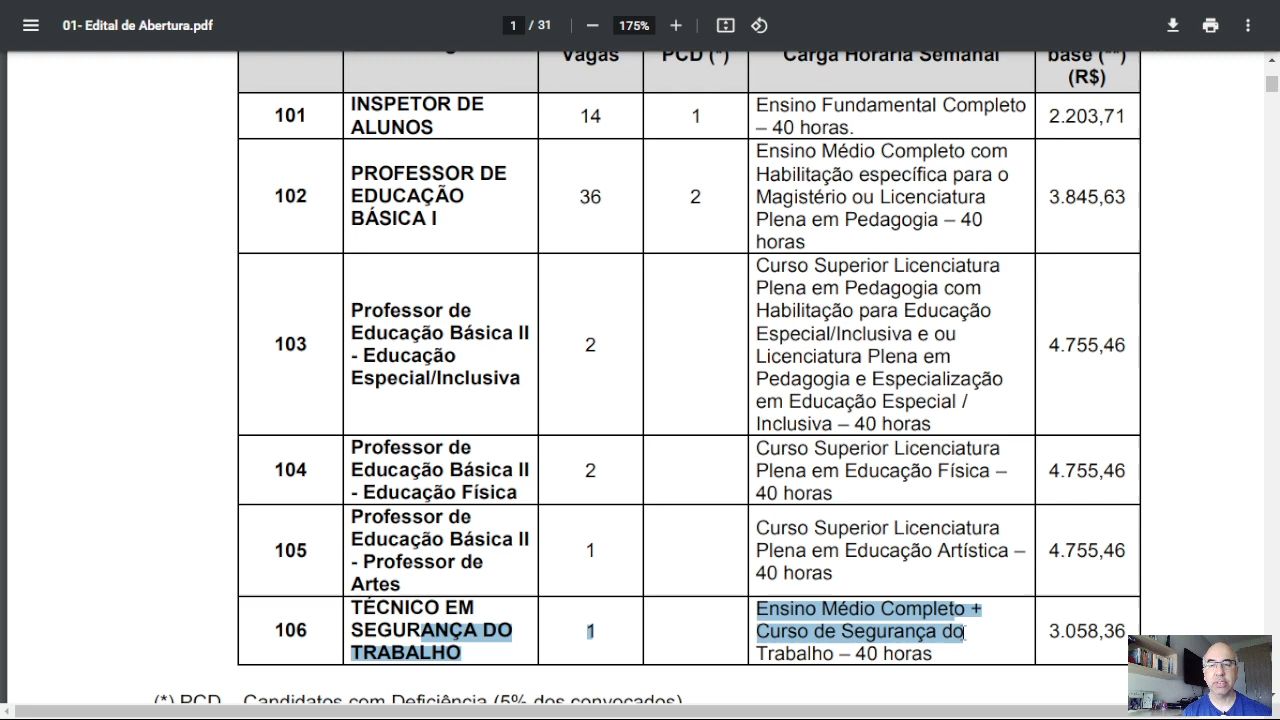 01- Edital de Abertura.pdf
1 / 31
175%
Vagas
PCD (*)
Carga Horária Semanal
base (**)
(R$)
101
INSPETOR DE
ALUNOS
14
1
Ensino Fundamental Completo
– 40 horas.
2.203,71
102
PROFESSOR DE
EDUCAÇÃO
BÁSICA I
36
2
Ensino Médio Completo com
Habilitação específica para o
Magistério ou Licenciatura
Plena em Pedagogia – 40
horas
3.845,63
103
Professor de
Educação Básica II
- Educação
Especial/Inclusiva
2
Curso Superior Licenciatura
Plena em Pedagogia com
Habilitação para Educação
Especial/Inclusiva e ou
Licenciatura Plena em
Pedagogia e Especialização
em Educação Especial /
Inclusiva – 40 horas
4.755,46
104
Professor de
Educação Básica II
- Educação Física
2
Curso Superior Licenciatura
Plena em Educação Física –
40 horas
4.755,46
105
Professor de
Educação Básica II
- Professor de
Artes
1
Curso Superior Licenciatura
Plena em Educação Artística –
40 horas
4.755,46
106
TÉCNICO EM
SEGURANÇA DO
TRABALHO
1
Ensino Médio Completo +
Curso de Segurança do
Trabalho – 40 horas
3.058,36
(*) PCD – Candidatos com Deficiência (5% dos convocados)